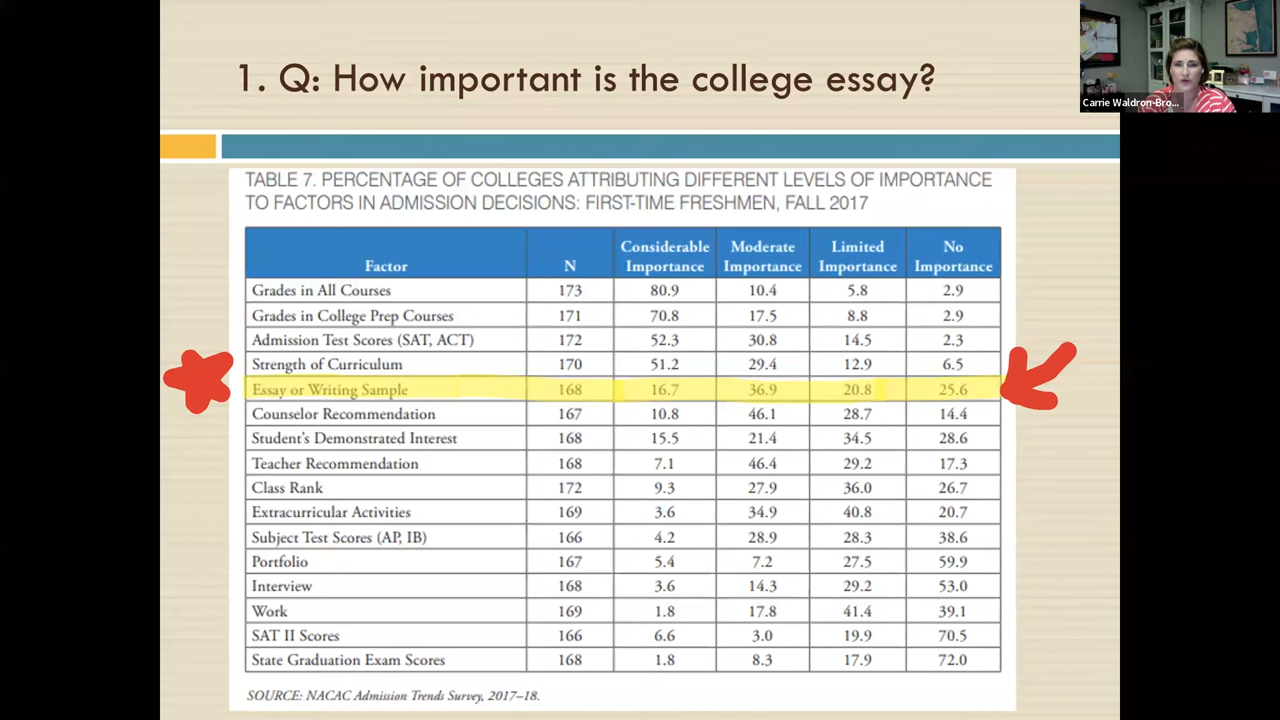 1. Q: How important is the college essay?
Carrie Waldron-Bro...
TABLE 7. PERCENTAGE OF COLLEGES ATTRIBUTING DIFFERENT LEVELS OF IMPORTANCE
TO FACTORS IN ADMISSION DECISIONS: FIRST-TIME FRESHMEN, FALL 2017
Factor N Considerable Importance Moderate Importance Limited Importance No Importance
Grades in All Courses 173 80.9 10.4 5.8 2.9
Grades in College Prep Courses 171 70.8 17.5 8.8 2.9
Admission Test Scores (SAT, ACT) 172 52.3 30.8 14.5 2.3
Strength of Curriculum 170 51.2 29.4 12.9 6.5
Essay or Writing Sample 168 16.7 36.9 20.8 25.6
Counselor Recommendation 167 10.8 46.1 28.7 14.4
Student's Demonstrated Interest 168 15.5 21.4 34.5 28.6
Teacher Recommendation 168 7.1 46.4 29.2 17.3
Class Rank 172 9.3 27.9 36.0 26.7
Extracurricular Activities 169 3.6 34.9 40.8 20.7
Subject Test Scores (AP, IB) 166 4.2 28.9 28.3 38.6
Portfolio 167 5.4 7.2 27.5 59.9
Interview 168 3.6 14.3 29.2 53.0
Work 169 1.8 17.8 41.4 39.1
SAT II Scores 166 6.6 3.0 19.9 70.5
State Graduation Exam Scores 168 1.8 8.3 17.9 72.0
SOURCE: NACAC Admission Trends Survey, 2017–18.